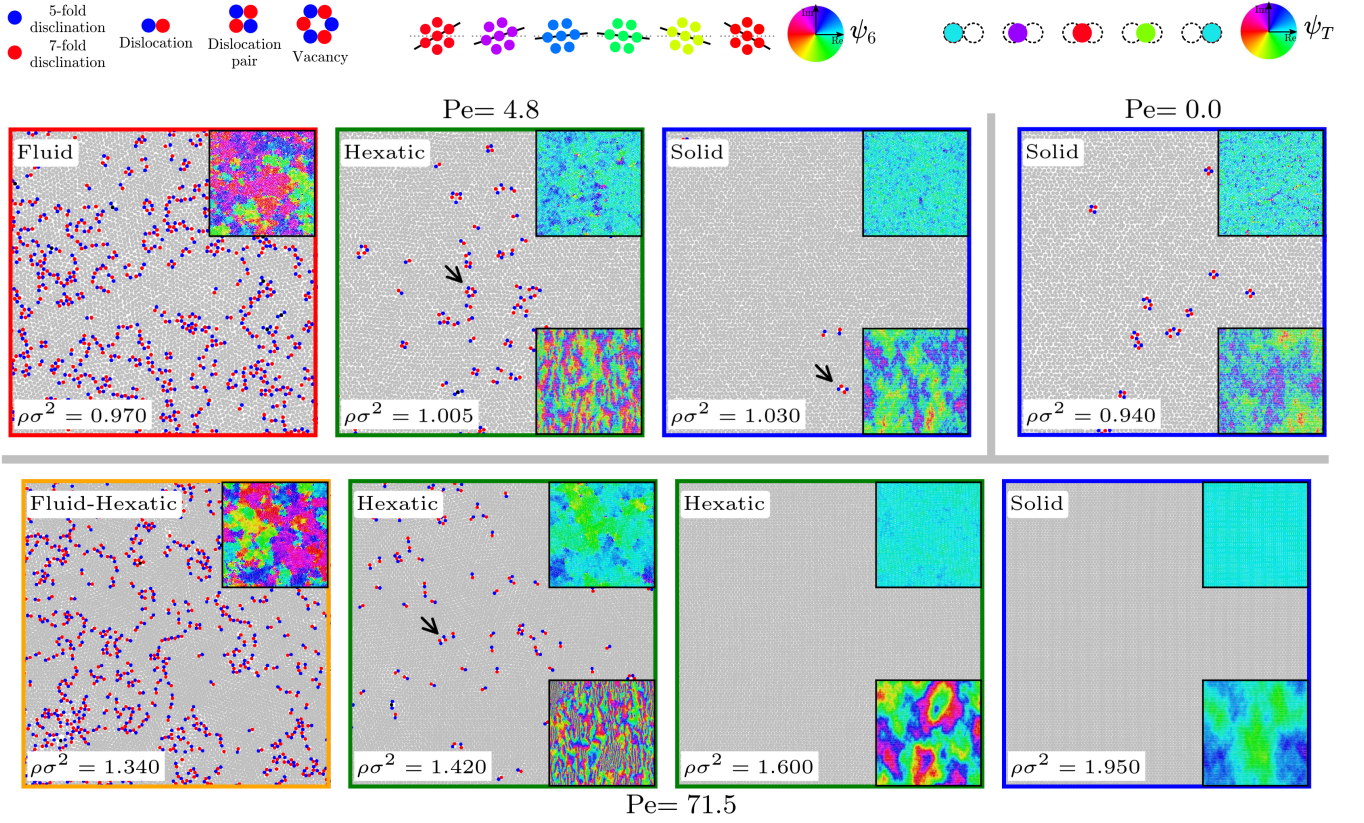 5-fold
disclination
7-fold
disclination
Dislocation
Dislocation
pair
Vacancy
Im
Re
ψ6
Im
Re
ψT
Pe= 4.8
Pe= 0.0
Fluid
Hexatic
Solid
Solid
ρσ² = 0.970
ρσ² = 1.005
ρσ² = 1.030
ρσ² = 0.940
Fluid-Hexatic
Hexatic
Hexatic
Solid
ρσ² = 1.340
ρσ² = 1.420
ρσ² = 1.600
ρσ² = 1.950
Pe= 71.5